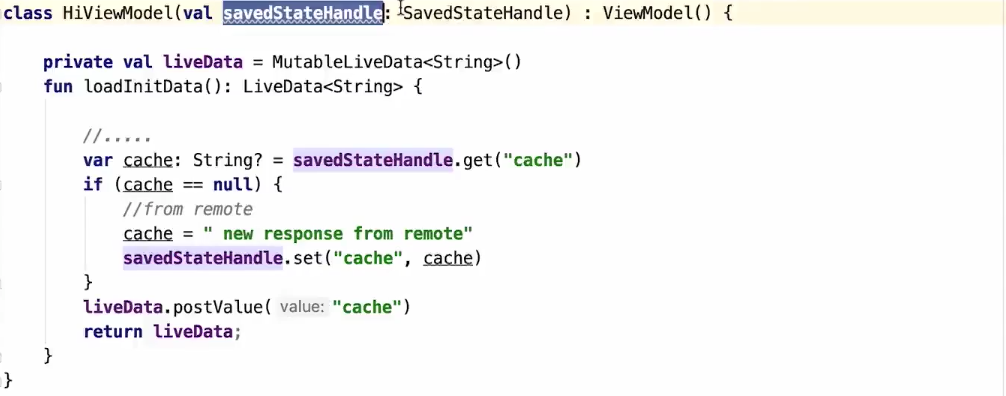 class HiViewModel(val savedStateHandle: SavedStateHandle) : ViewModel() {
private val liveData = MutableLiveData<String>()
fun loadInitData(): LiveData<String> {
//.....
var cache: String? = savedStateHandle.get("cache")
if (cache == null) {
//from remote
cache = " new response from remote"
savedStateHandle.set("cache", cache)
}
liveData.postValue( value: "cache")
return liveData;
}
}